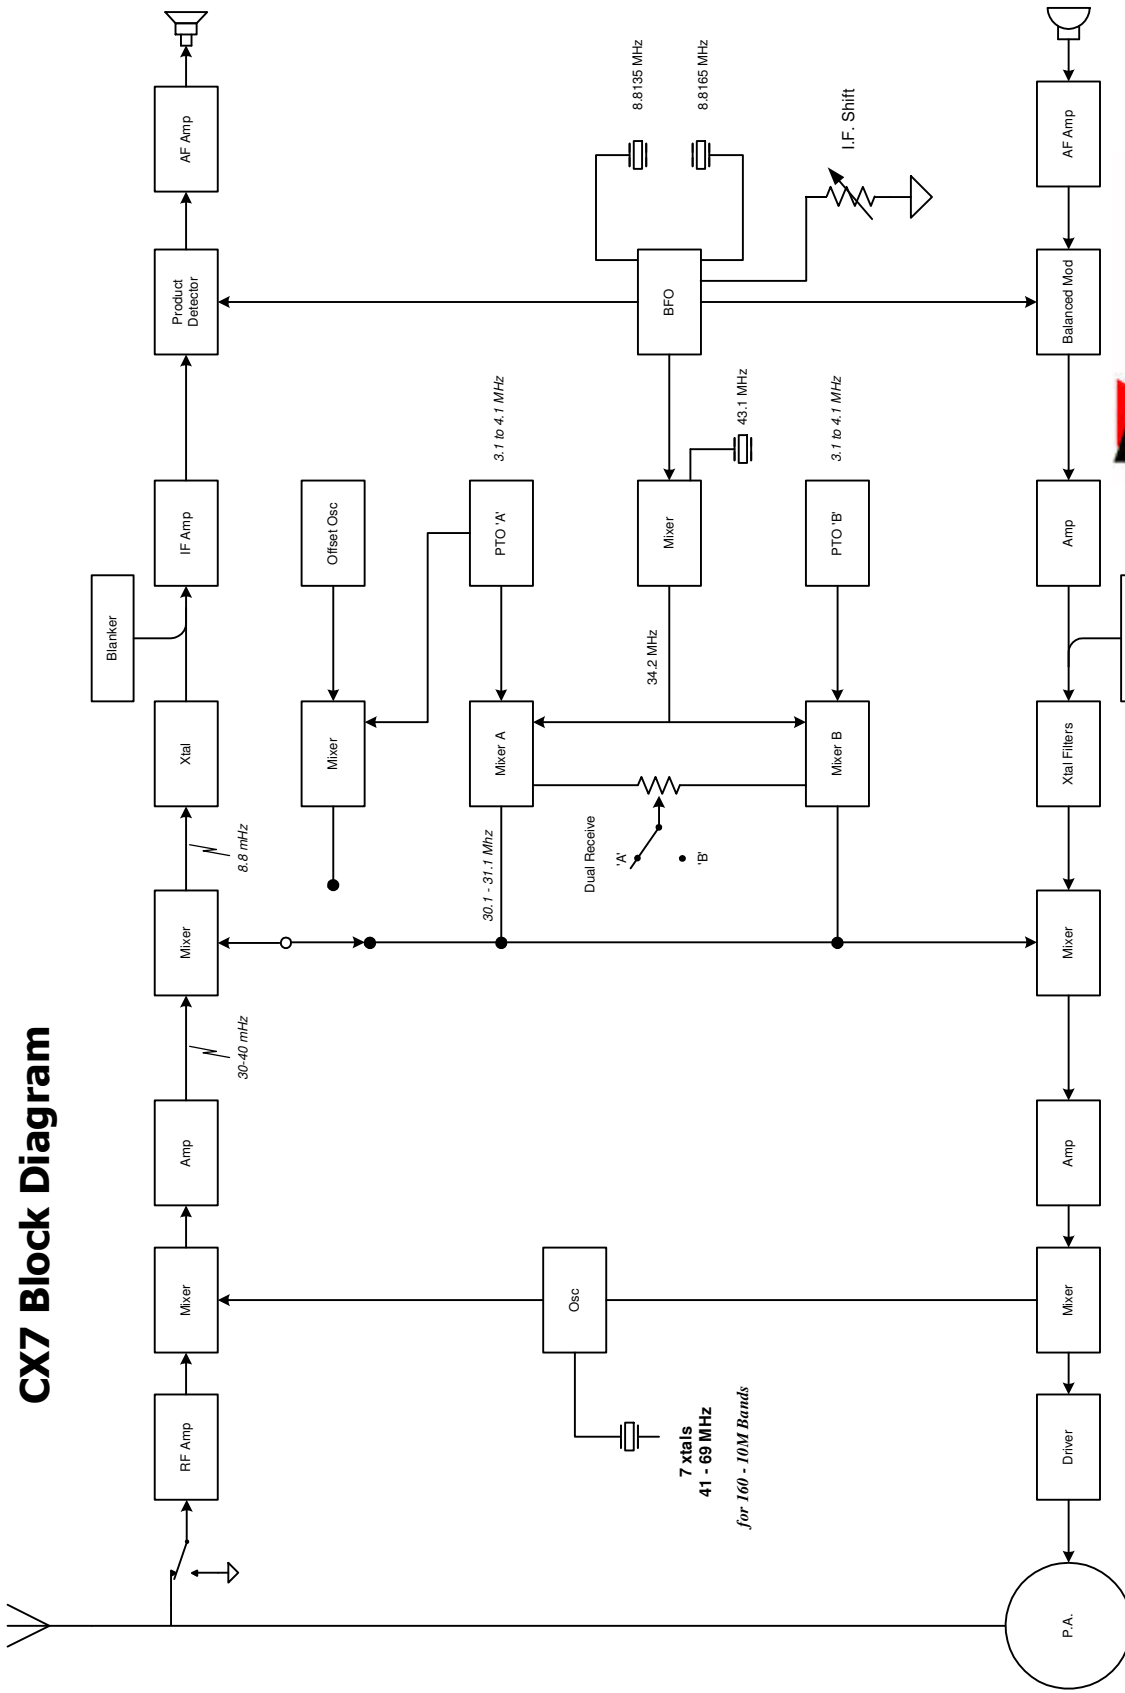 CX7 Block Diagram
Blanker
RF Amp
Mixer
Amp
30-40 mHz
Mixer
8.8 mHz
Xtal
IF Amp
Product
Detector
AF Amp
Mixer
Offset Osc
30.1 - 31.1 Mhz
Mixer A
PTO 'A'
3.1 to 4.1 MHz
Osc
7 xtals
41 - 69 MHz
for 160 - 10M Bands
Dual Receive
'A'
'B'
34.2 MHz
Mixer
43.1 MHz
BFO
8.8135 MHz
8.8165 MHz
I.F. Shift
Mixer B
PTO 'B'
3.1 to 4.1 MHz
P.A.
Driver
Mixer
Amp
Mixer
Xtal Filters
Amp
Balanced Mod
AF Amp